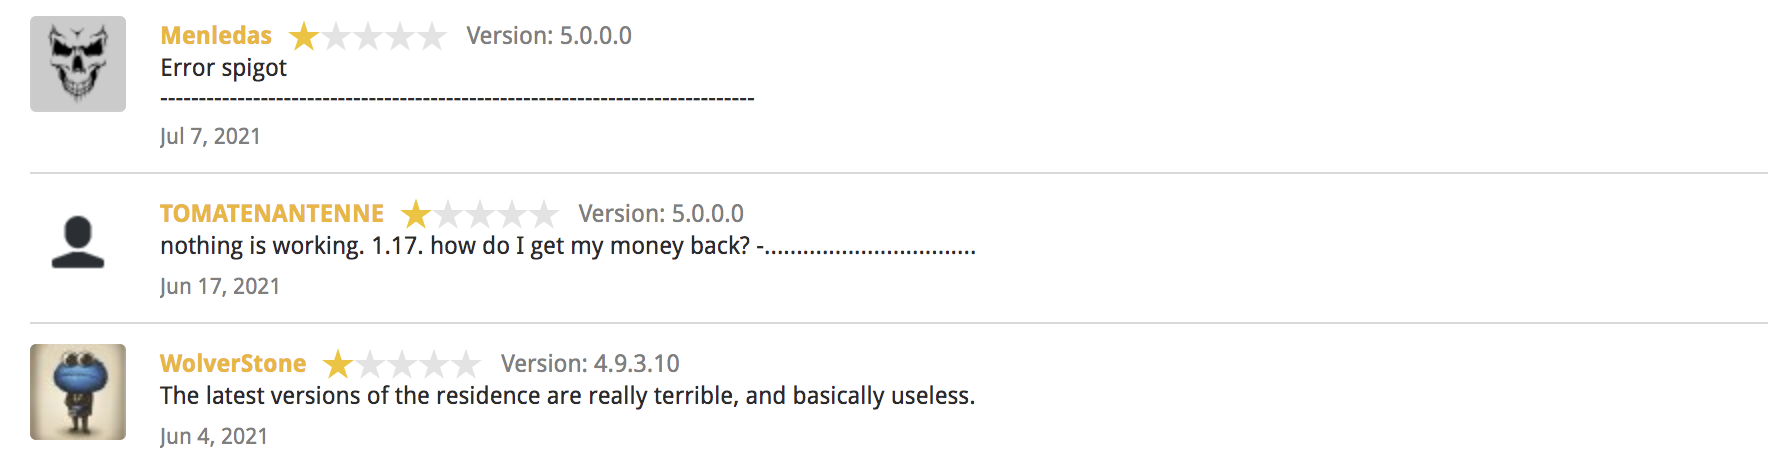 Menledas Version: 5.0.0.0
Error spigot
-----------------------------------------------------------------------------
Jul 7, 2021
TOMATENANTENNE Version: 5.0.0.0
nothing is working. 1.17. how do I get my money back? -.................................
Jun 17, 2021
WolverStone Version: 4.9.3.10
The latest versions of the residence are really terrible, and basically useless.
Jun 4, 2021